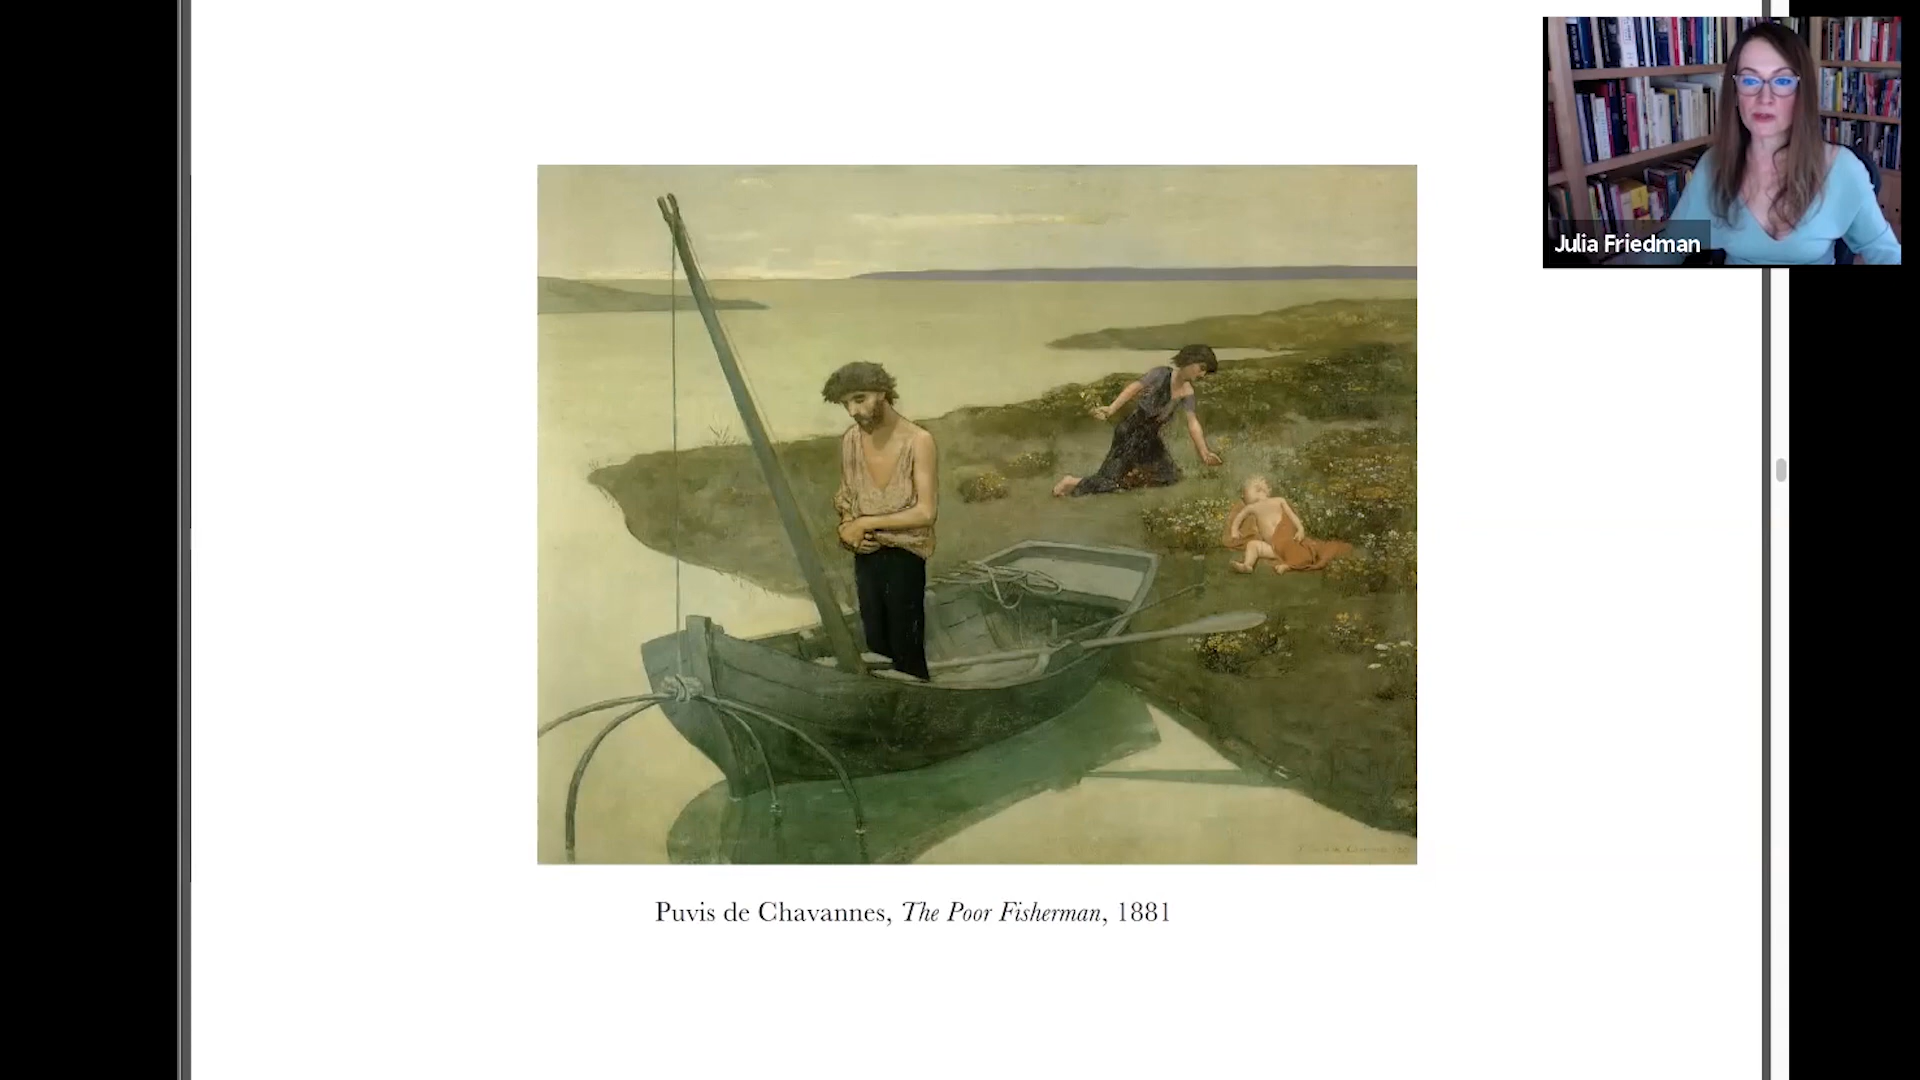 Julia Friedman
Puvis de Chavannes, The Poor Fisherman, 1881